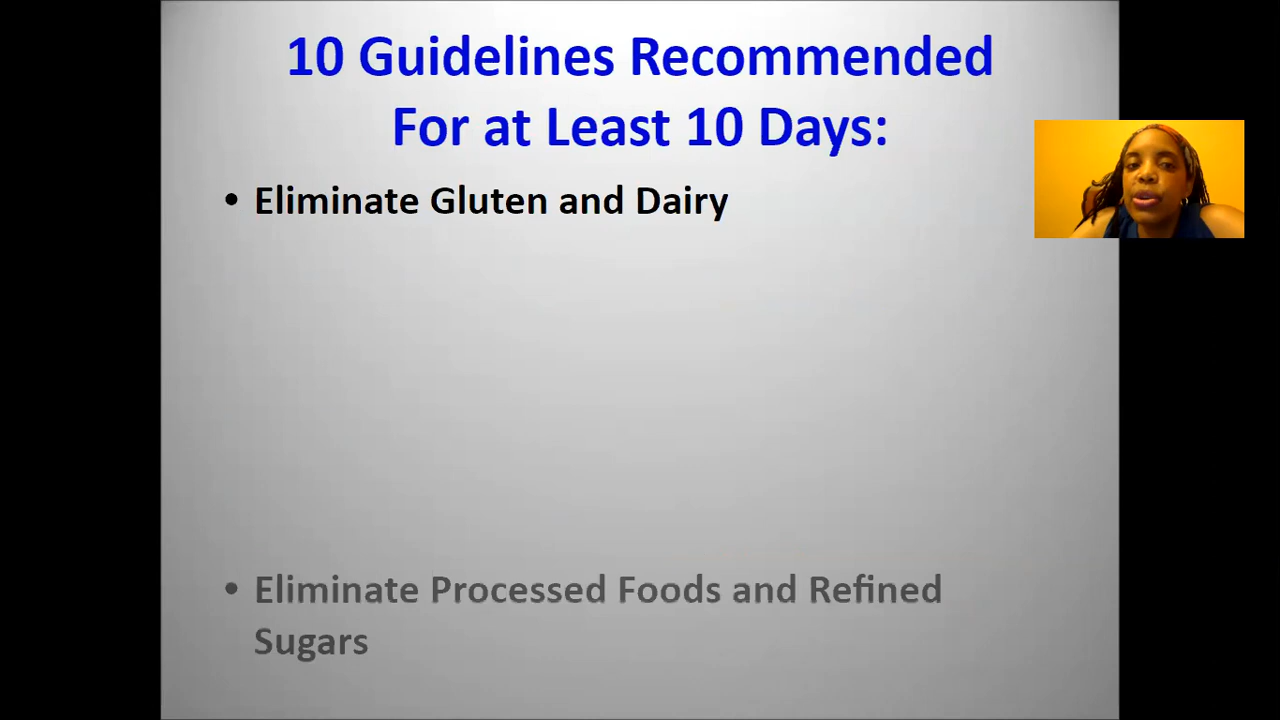 10 Guidelines Recommended
For at Least 10 Days:
• Eliminate Gluten and Dairy
• Eliminate Processed Foods and Refined
Sugars